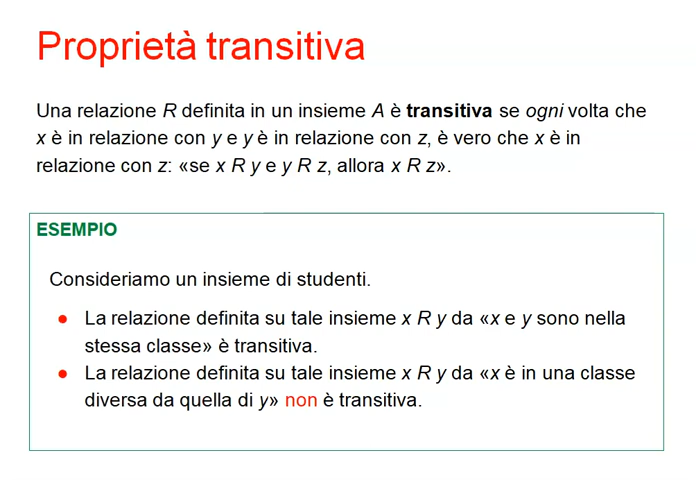 Proprietà transitiva
Una relazione R definita in un insieme A è transitiva se ogni volta che
x è in relazione con y e y è in relazione con z, è vero che x è in
relazione con z: «se x R y e y R z, allora x R z».
ESEMPIO
Consideriamo un insieme di studenti.
● La relazione definita su tale insieme x R y da «x e y sono nella
stessa classe» è transitiva.
● La relazione definita su tale insieme x R y da «x è in una classe
diversa da quella di y» non è transitiva.